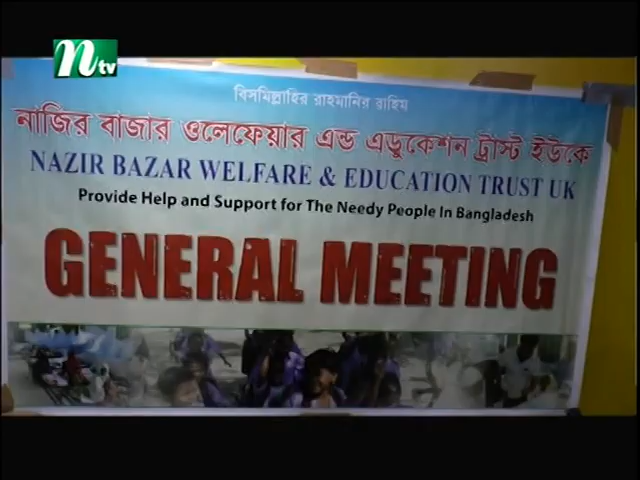 ntv
বিসমিল্লাহির রাহমানির রাহিম
নাজির বাজার ওলেফেয়ার এন্ড এডুকেশন ট্রাস্ট ইউকে
NAZIR BAZAR WELFARE & EDUCATION TRUST UK
Provide Help and Support for The Needy People In Bangladesh
GENERAL MEETING